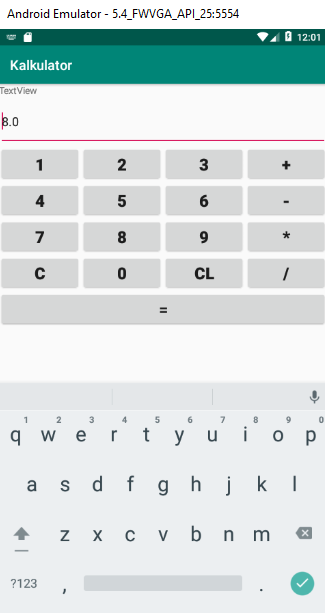 Android Emulator - 5.4_FWVGA_API_25:5554
12:01
Kalkulator
TextView
8.0
1 2 3 +
4 5 6 -
7 8 9 *
C 0 CL /
=
1 2 3 4 5 6 7 8 9 0
q w e r t y u i o p
a s d f g h j k l
z x c v b n m
?123 , .